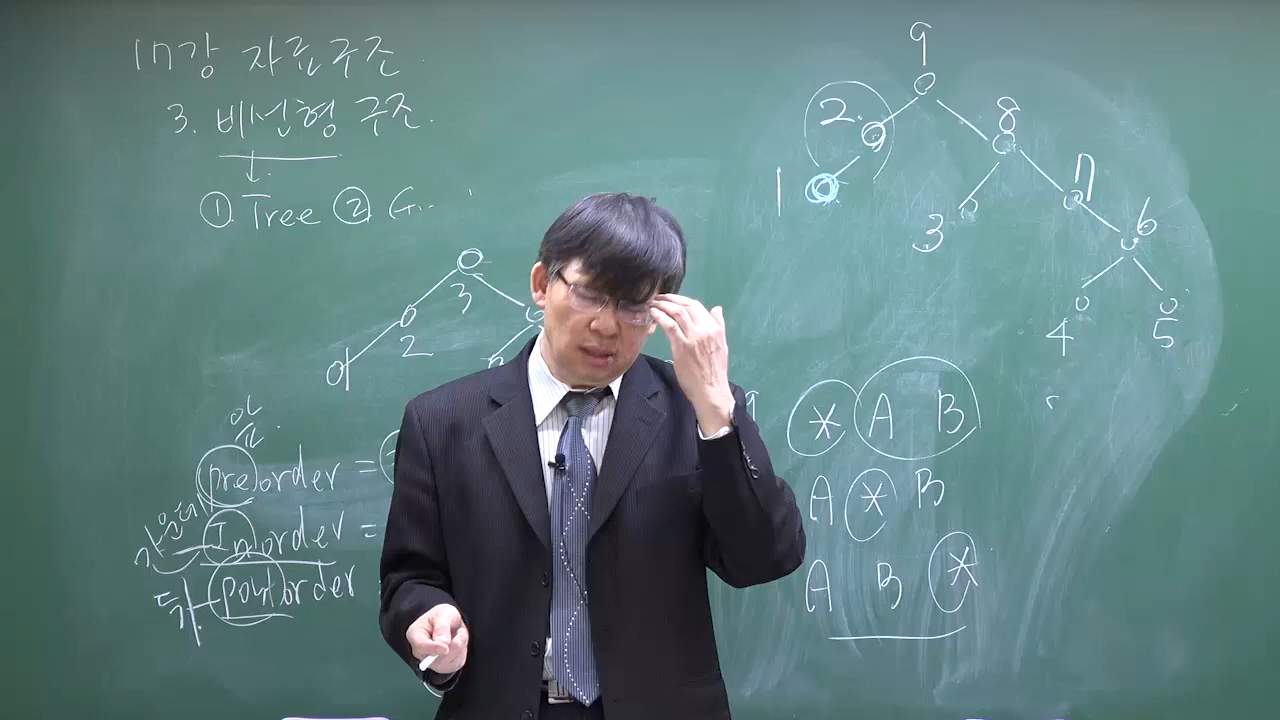 17강 자료구조
3. 비선형 구조.
① Tree ② G..
9
2.
8
1
7
3
6
4
5
3
2
앞.
preorder =
* A B
가운데
Inorder =
A * B
뒤
postorder
A B *